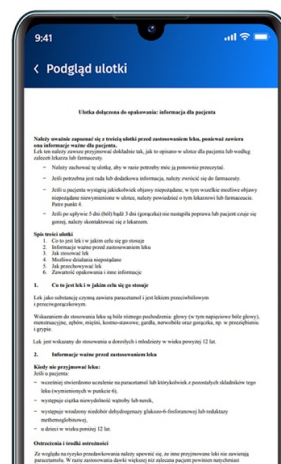 9:41
Podgląd ulotki
Ulotka dołączona do opakowania: informacja dla pacjenta
Należy uważnie zapoznać się z treścią ulotki przed zastosowaniem leku, ponieważ zawiera
ona informacje ważne dla pacjenta.
Lek ten należy zawsze przyjmować dokładnie tak, jak to opisano w ulotce dla pacjenta lub według
zaleceń lekarza lub farmaceuty.
- Należy zachować tę ulotkę, aby w razie potrzeby móc ją ponownie przeczytać.
- Jeśli potrzebna jest rada lub dodatkowa informacja, należy zwrócić się do farmaceuty.
- Jeśli u pacjenta wystąpią jakiekolwiek objawy niepożądane, w tym wszelkie możliwe objawy
niepożądane niewymienione w ulotce, należy powiedzieć o tym lekarzowi lub farmaceucie.
Patrz punkt 4.
- Jeśli po upływie 5 dni (ból) bądź 3 dni (gorączka) nie nastąpiła poprawa lub pacjent czuje się
gorzej, należy skontaktować się z lekarzem.
Spis treści ulotki
1. Co to jest lek i w jakim celu się go stosuje
2. Informacje ważne przed zastosowaniem leku
3. Jak stosować lek
4. Możliwe działania niepożądane
5. Jak przechowywać lek
6. Zawartość opakowania i inne informacje
1. Co to jest lek i w jakim celu się go stosuje
Lek jako substancję czynną zawiera paracetamol i jest lekiem przeciwbólowym
i przeciwgorączkowym.
Wskazaniem do stosowania leku są bóle różnego pochodzenia: głowy (w tym napięciowe bóle głowy),
menstruacyjne, zębów, mięśni, kostno-stawowe, gardła, nerwobóle oraz gorączka, np. w przeziębieniu
i grypie.
Lek jest wskazany do stosowania u dorosłych i młodzieży w wieku powyżej 12 lat.
2. Informacje ważne przed zastosowaniem leku
Kiedy nie przyjmować leku:
Jeśli u pacjenta:
- wcześniej stwierdzono uczulenie na paracetamol lub którykolwiek z pozostałych składników tego
leku (wymienionych w punkcie 6),
- występuje ciężka niewydolność wątroby lub nerek,
- występuje wrodzony niedobór dehydrogenazy glukozo-6-fosforanowej lub reduktazy
methemoglobinowej,
- u dzieci w wieku poniżej 12 lat.
Ostrzeżenia i środki ostrożności
Ze względu na ryzyko przedawkowania należy upewnić się, że inne przyjmowane leki nie zawierają
paracetamolu. W razie zastosowania dawki większej niż zalecana pacjent powinien natychmiast